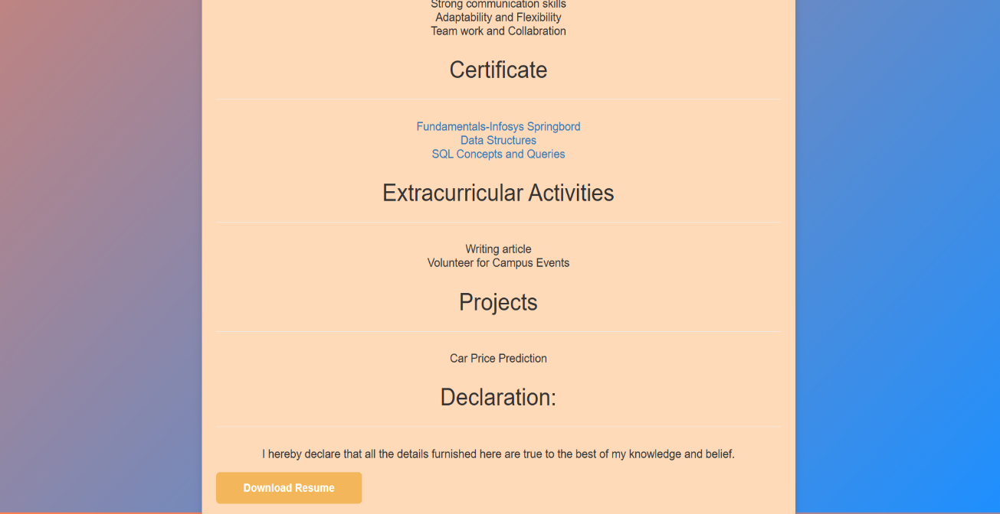 Strong communication skills
Adaptability and Flexibility
Team work and Collabration
Certificate
Fundamentals-Infosys Springbord
Data Structures
SQL Concepts and Queries
Extracurricular Activities
Writing article
Volunteer for Campus Events
Projects
Car Price Prediction
Declaration:
I hereby declare that all the details furnished here are true to the best of my knowledge and belief.
Download Resume